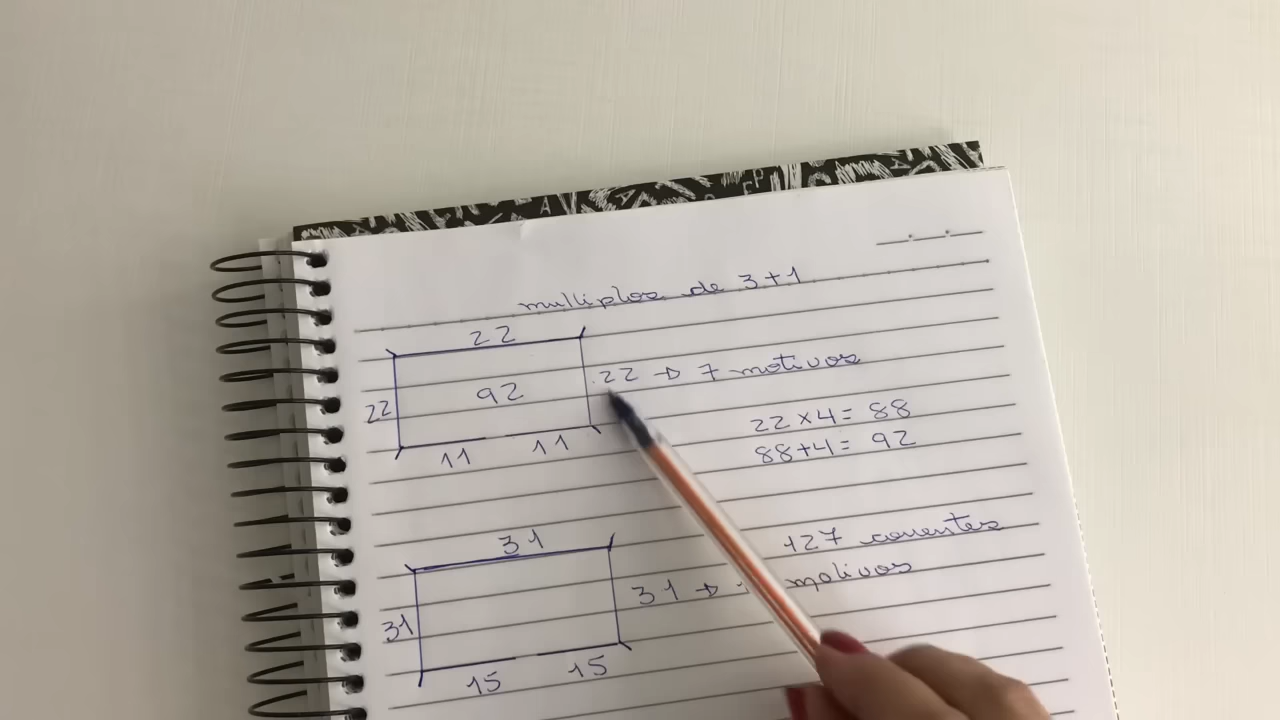 multiplos de 3+1
22
22 92 22 → 7 motivos
11 11
22×4= 88
88+4= 92
31
127 correntes
31 31 → motivos
15 15